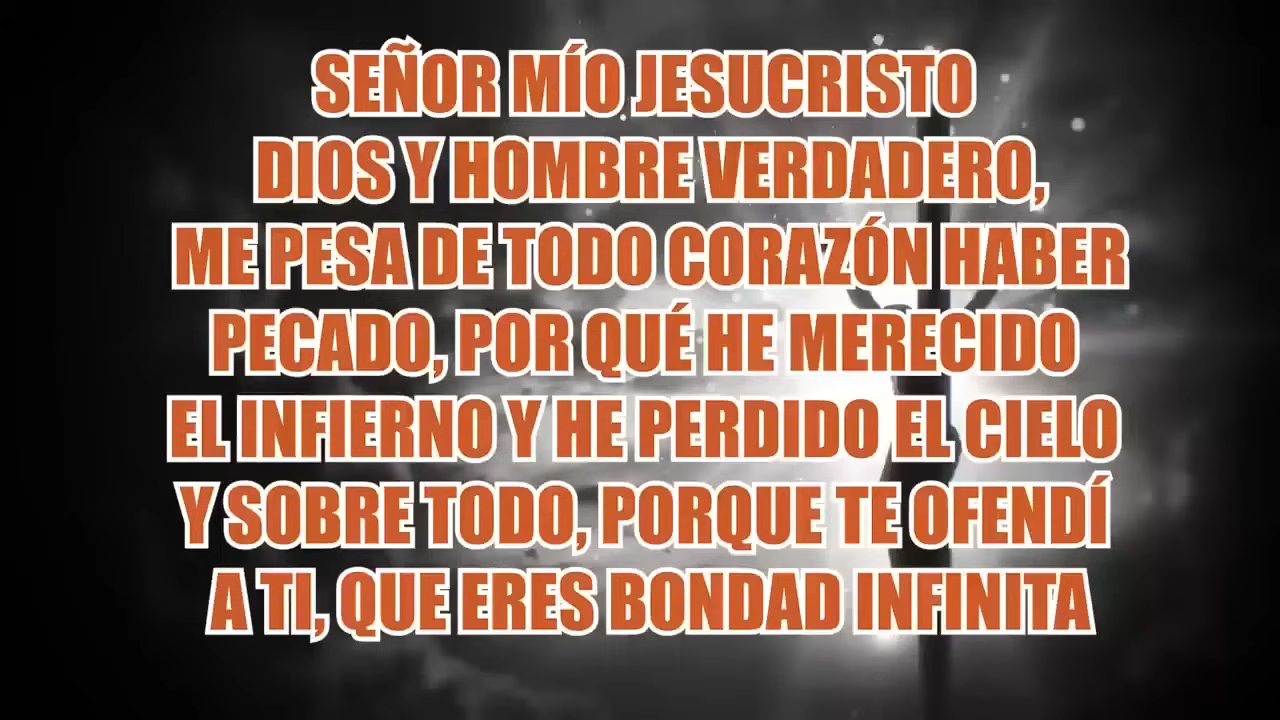 SEÑOR MÍO JESUCRISTO
DIOS Y HOMBRE VERDADERO,
ME PESA DE TODO CORAZÓN HABER
PECADO, POR QUÉ HE MERECIDO
EL INFIERNO Y HE PERDIDO EL CIELO
Y SOBRE TODO, PORQUE TE OFENDÍ
A TI, QUE ERES BONDAD INFINITA